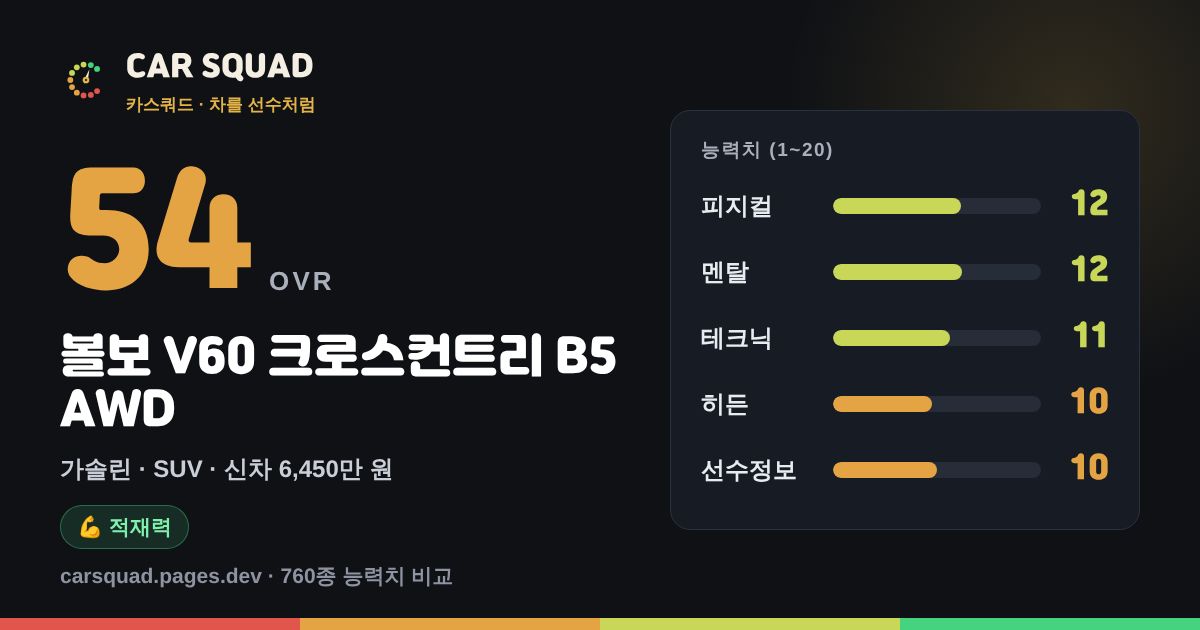 CAR SQUAD
카스쿼드 · 차를 선수처럼
54 OVR
볼보 V60 크로스컨트리 B5
AWD
가솔린 · SUV · 신차 6,450만 원
💪 적재력
carsquad.pages.dev · 760종 능력치 비교
능력치 (1~20)
피지컬 12
멘탈 12
테크닉 11
히든 10
선수정보 10